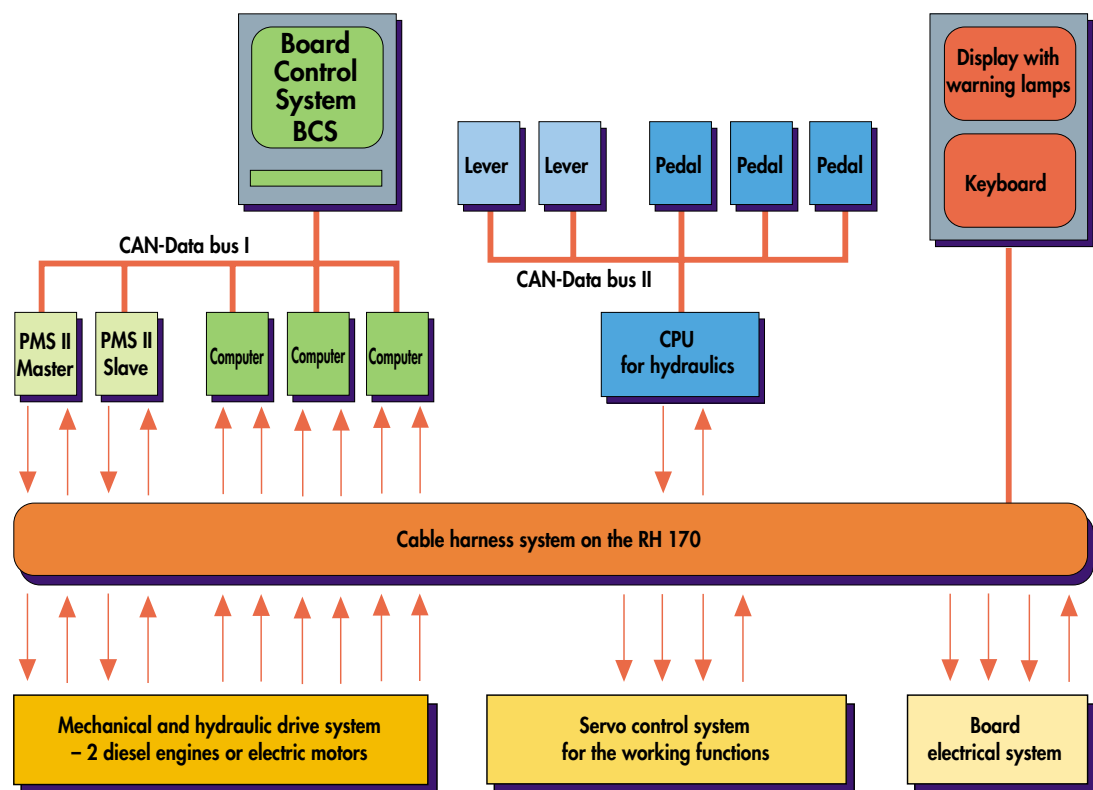 Board
Control
System
BCS
Display with
warning lamps
Keyboard
Lever
Lever
Pedal
Pedal
Pedal
CAN-Data bus I
CAN-Data bus II
PMS II
Master
PMS II
Slave
Computer
Computer
Computer
CPU
for hydraulics
Cable harness system on the RH 170
Mechanical and hydraulic drive system
– 2 diesel engines or electric motors
Servo control system
for the working functions
Board
electrical system